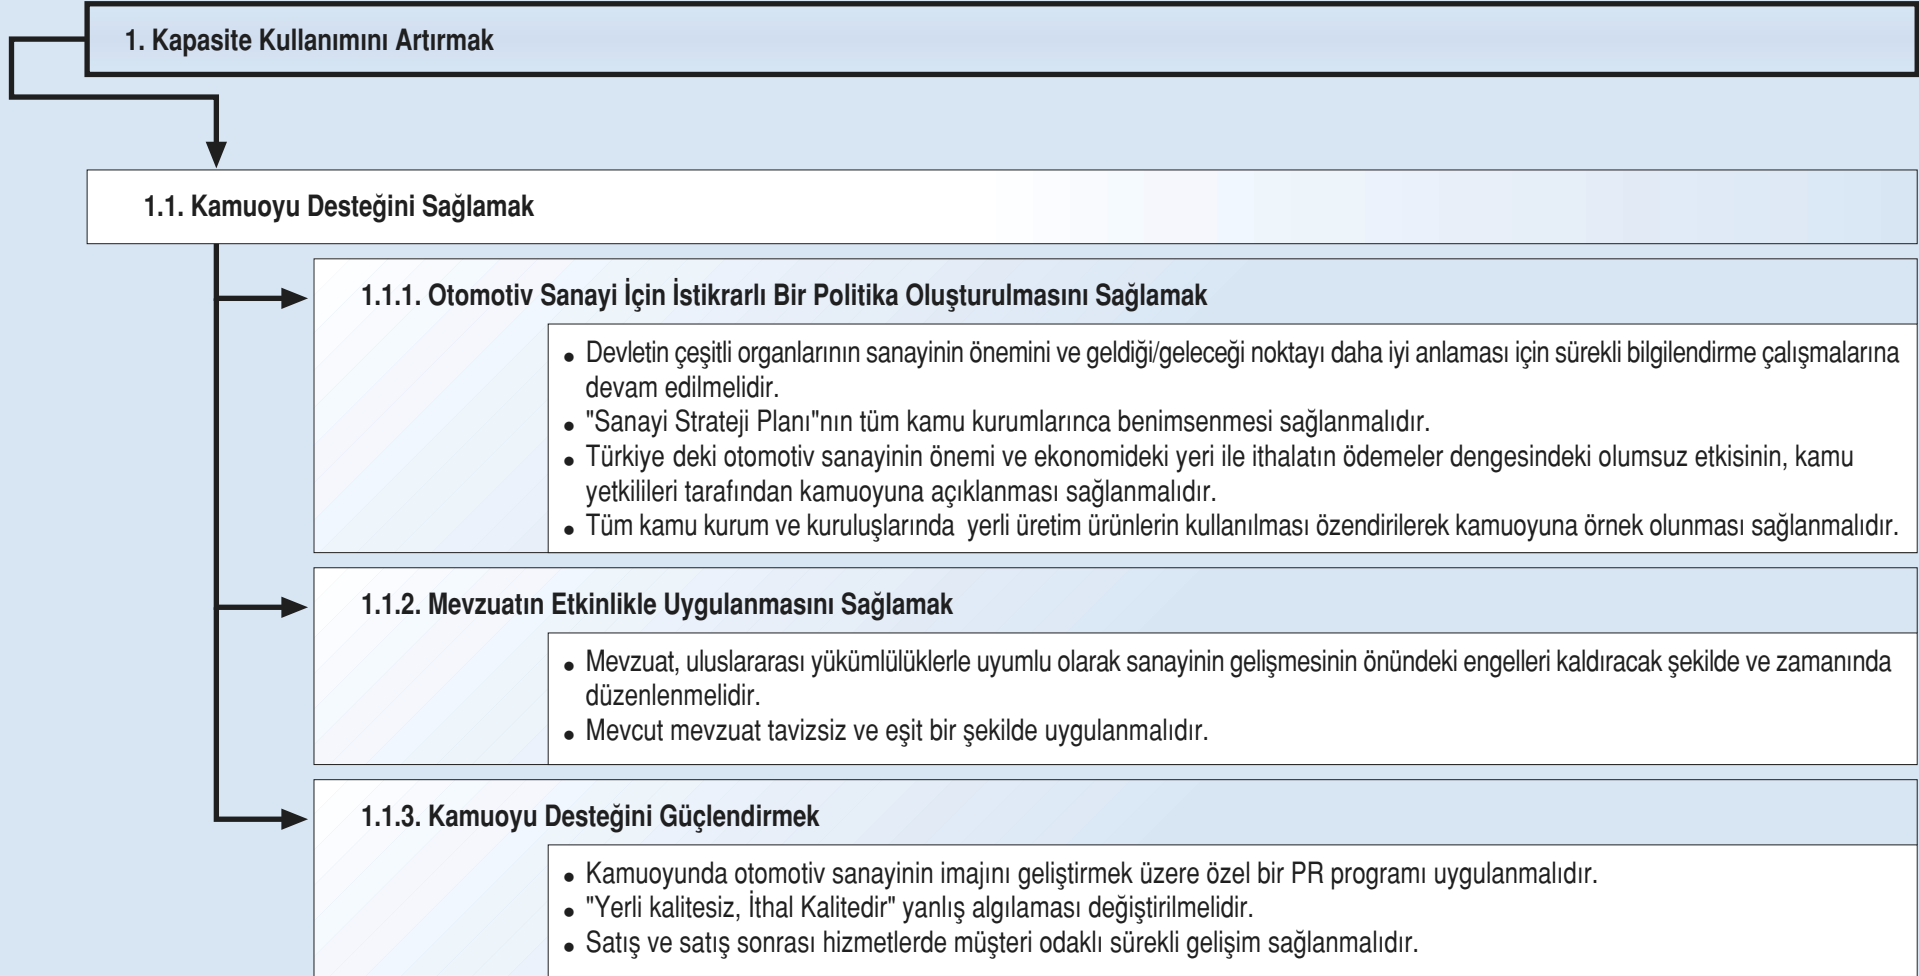 1. Kapasite Kullanımını Artırmak
1.1. Kamuoyu Desteğini Sağlamak
1.1.1. Otomotiv Sanayi İçin İstikrarlı Bir Politika Oluşturulmasını Sağlamak
• Devletin çeşitli organlarının sanayinin önemini ve geldiği/geleceği noktayı daha iyi anlaması için sürekli bilgilendirme çalışmalarına
devam edilmelidir.
• "Sanayi Strateji Planı"nın tüm kamu kurumlarınca benimsenmesi sağlanmalıdır.
• Türkiye deki otomotiv sanayinin önemi ve ekonomideki yeri ile ithalatın ödemeler dengesindeki olumsuz etkisinin, kamu
yetkilileri tarafından kamuoyuna açıklanması sağlanmalıdır.
• Tüm kamu kurum ve kuruluşlarında  yerli üretim ürünlerin kullanılması özendirilerek kamuoyuna örnek olunması sağlanmalıdır.
1.1.2. Mevzuatın Etkinlikle Uygulanmasını Sağlamak
• Mevzuat, uluslararası yükümlülüklerle uyumlu olarak sanayinin gelişmesinin önündeki engelleri kaldıracak şekilde ve zamanında
düzenlenmelidir.
• Mevcut mevzuat tavizsiz ve eşit bir şekilde uygulanmalıdır.
1.1.3. Kamuoyu Desteğini Güçlendirmek
• Kamuoyunda otomotiv sanayinin imajını geliştirmek üzere özel bir PR programı uygulanmalıdır.
• "Yerli kalitesiz, İthal Kalitedir" yanlış algılaması değiştirilmelidir.
• Satış ve satış sonrası hizmetlerde müşteri odaklı sürekli gelişim sağlanmalıdır.